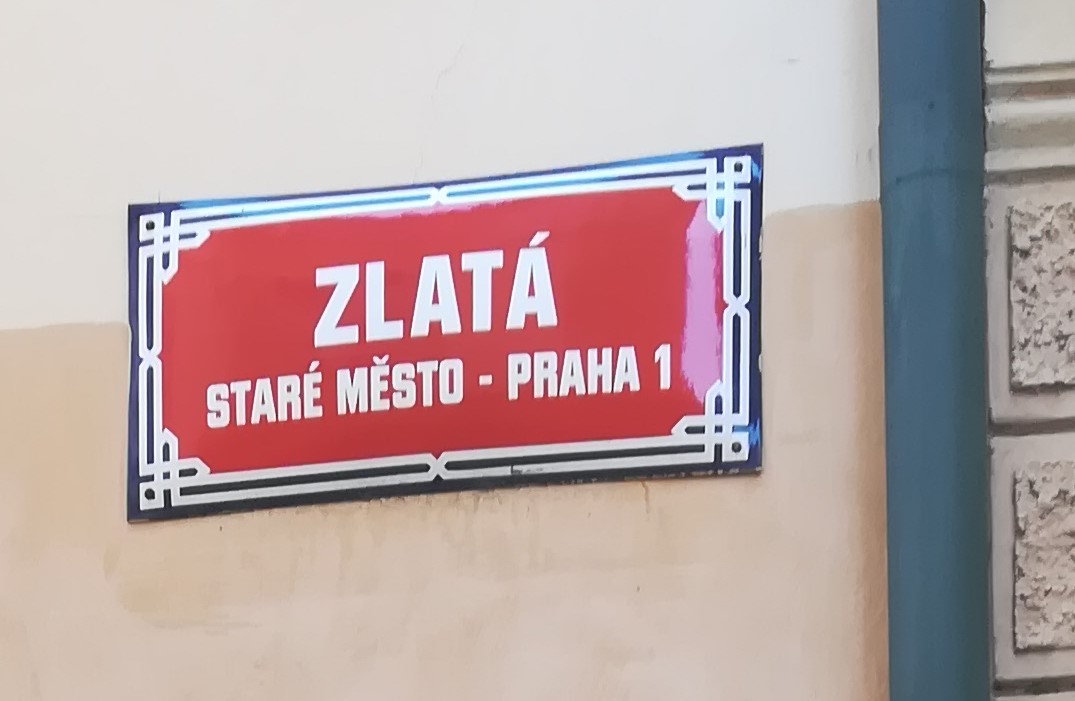 ZLATÁ
STARÉ MĚSTO - PRAHA 1